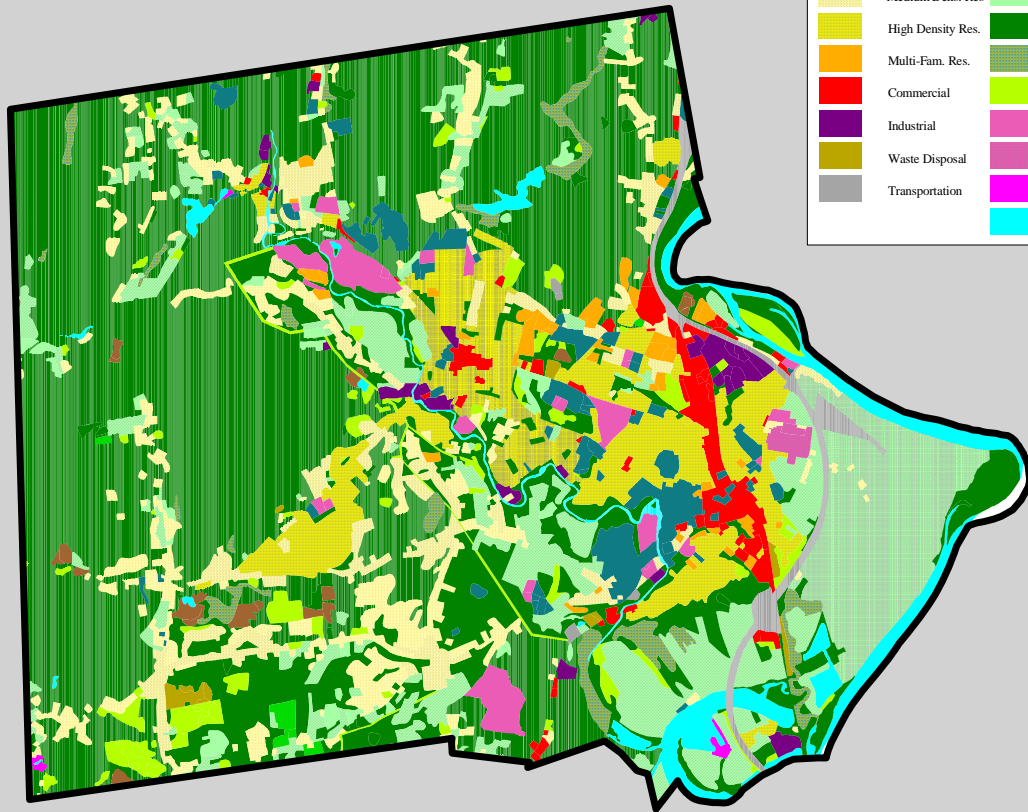 High Density Res.
Multi-Fam. Res.
Commercial
Industrial
Waste Disposal
Transportation